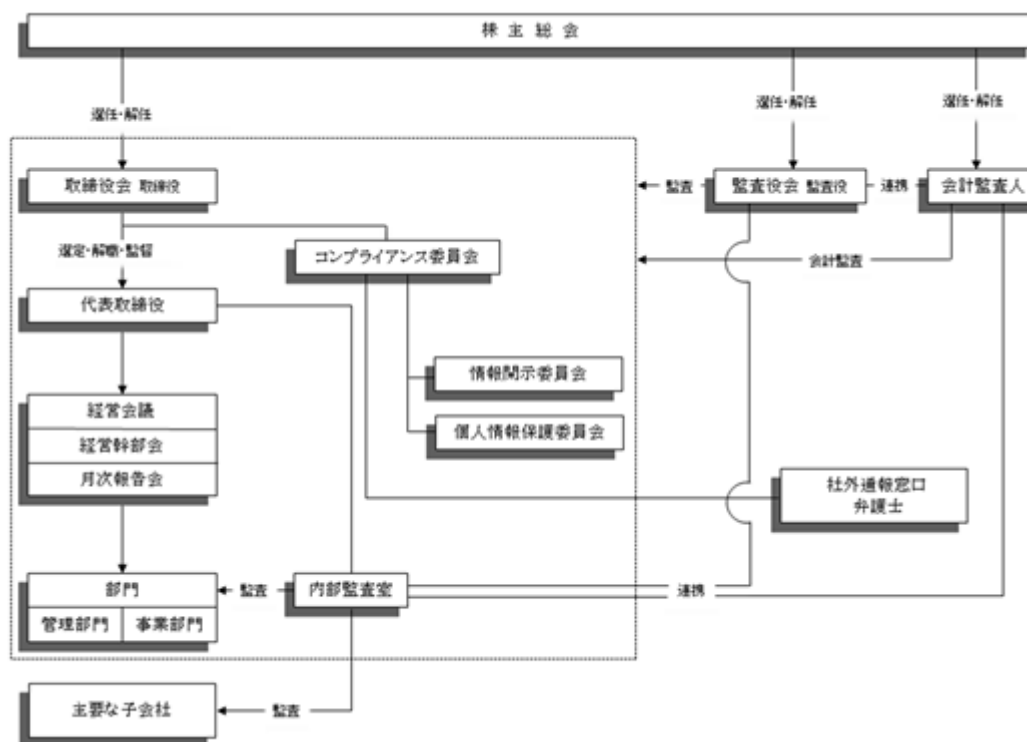 株主総会
選任・解任
選任・解任
選任・解任
取締役会 取締役
監査
監査役会 監査役
連携
会計監査人
選定・解職・監督
コンプライアンス委員会
会計監査
代表取締役
情報開示委員会
経営会議
個人情報保護委員会
経営幹部会
月次報告会
社外通報窓口
弁護士
部門
監査
内部監査室
連携
管理部門
事業部門
主要な子会社
監査